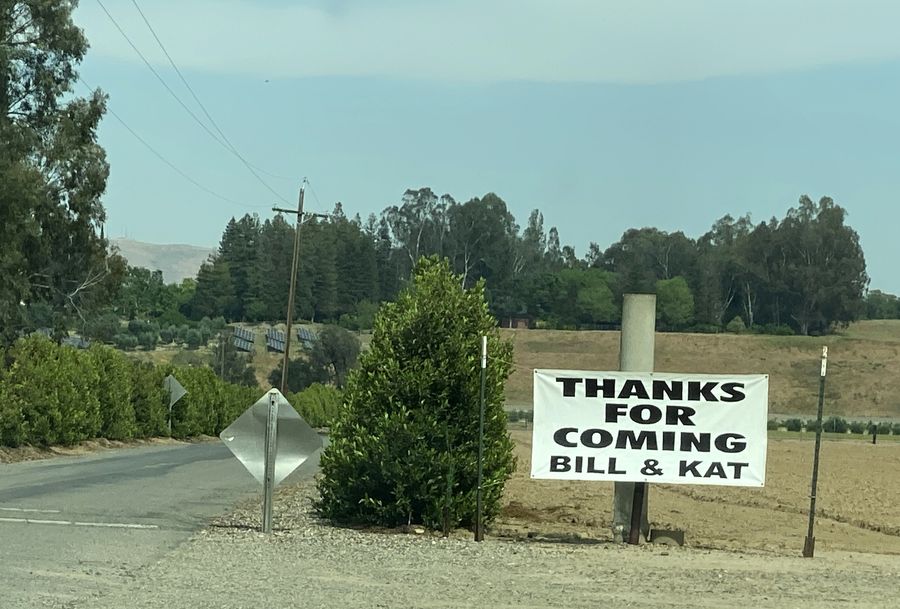 THANKS
FOR
COMING
BILL & KAT